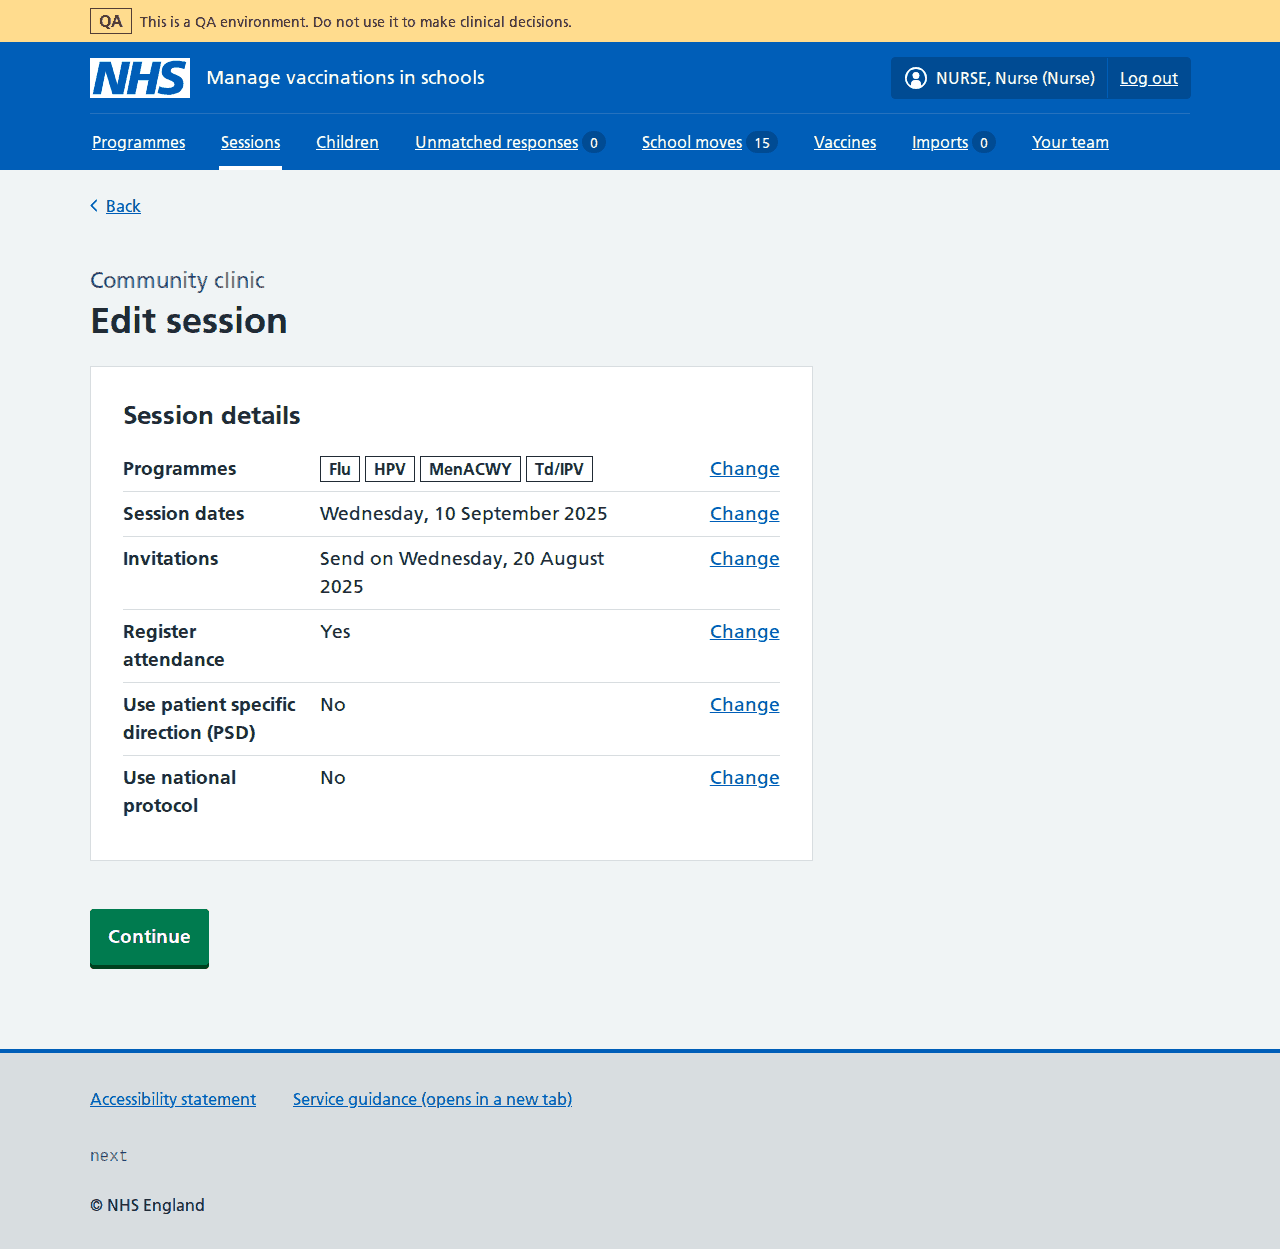 QA This is a QA environment. Do not use it to make clinical decisions.
NHS Manage vaccinations in schools NURSE, Nurse (Nurse) Log out
Programmes Sessions Children Unmatched responses 0 School moves 15 Vaccines Imports 0 Your team
Back
Community clinic
Edit session
Session details
Programmes Flu HPV MenACWY Td/IPV Change
Session dates Wednesday, 10 September 2025 Change
Invitations Send on Wednesday, 20 August Change
2025
Register Yes Change
attendance
Use patient specific No Change
direction (PSD)
Use national No Change
protocol
Continue
Accessibility statement Service guidance (opens in a new tab)
next
© NHS England